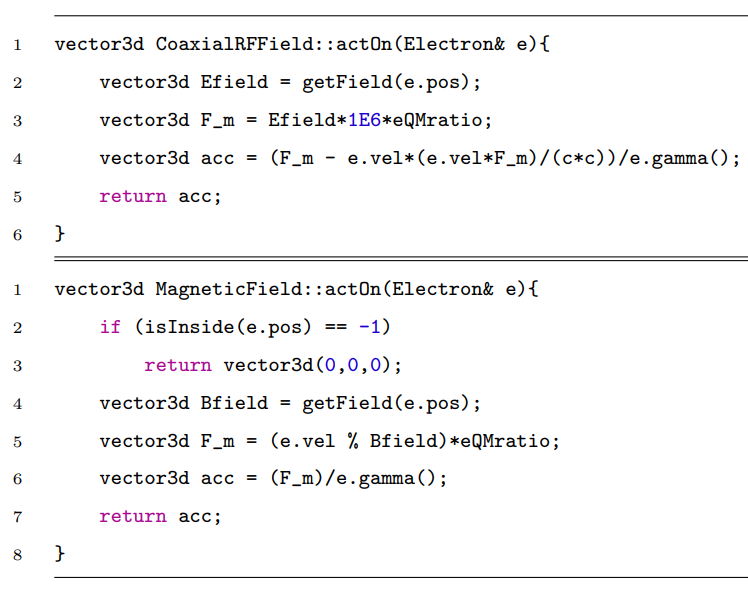 1 vector3d CoaxialRFField::actOn(Electron& e){
2 vector3d Efield = getField(e.pos);
3 vector3d F_m = Efield*1E6*eQMratio;
4 vector3d acc = (F_m - e.vel*(e.vel*F_m)/(c*c))/e.gamma();
5 return acc;
6 }
1 vector3d MagneticField::actOn(Electron& e){
2 if (isInside(e.pos) == -1)
3 return vector3d(0,0,0);
4 vector3d Bfield = getField(e.pos);
5 vector3d F_m = (e.vel % Bfield)*eQMratio;
6 vector3d acc = (F_m)/e.gamma();
7 return acc;
8 }